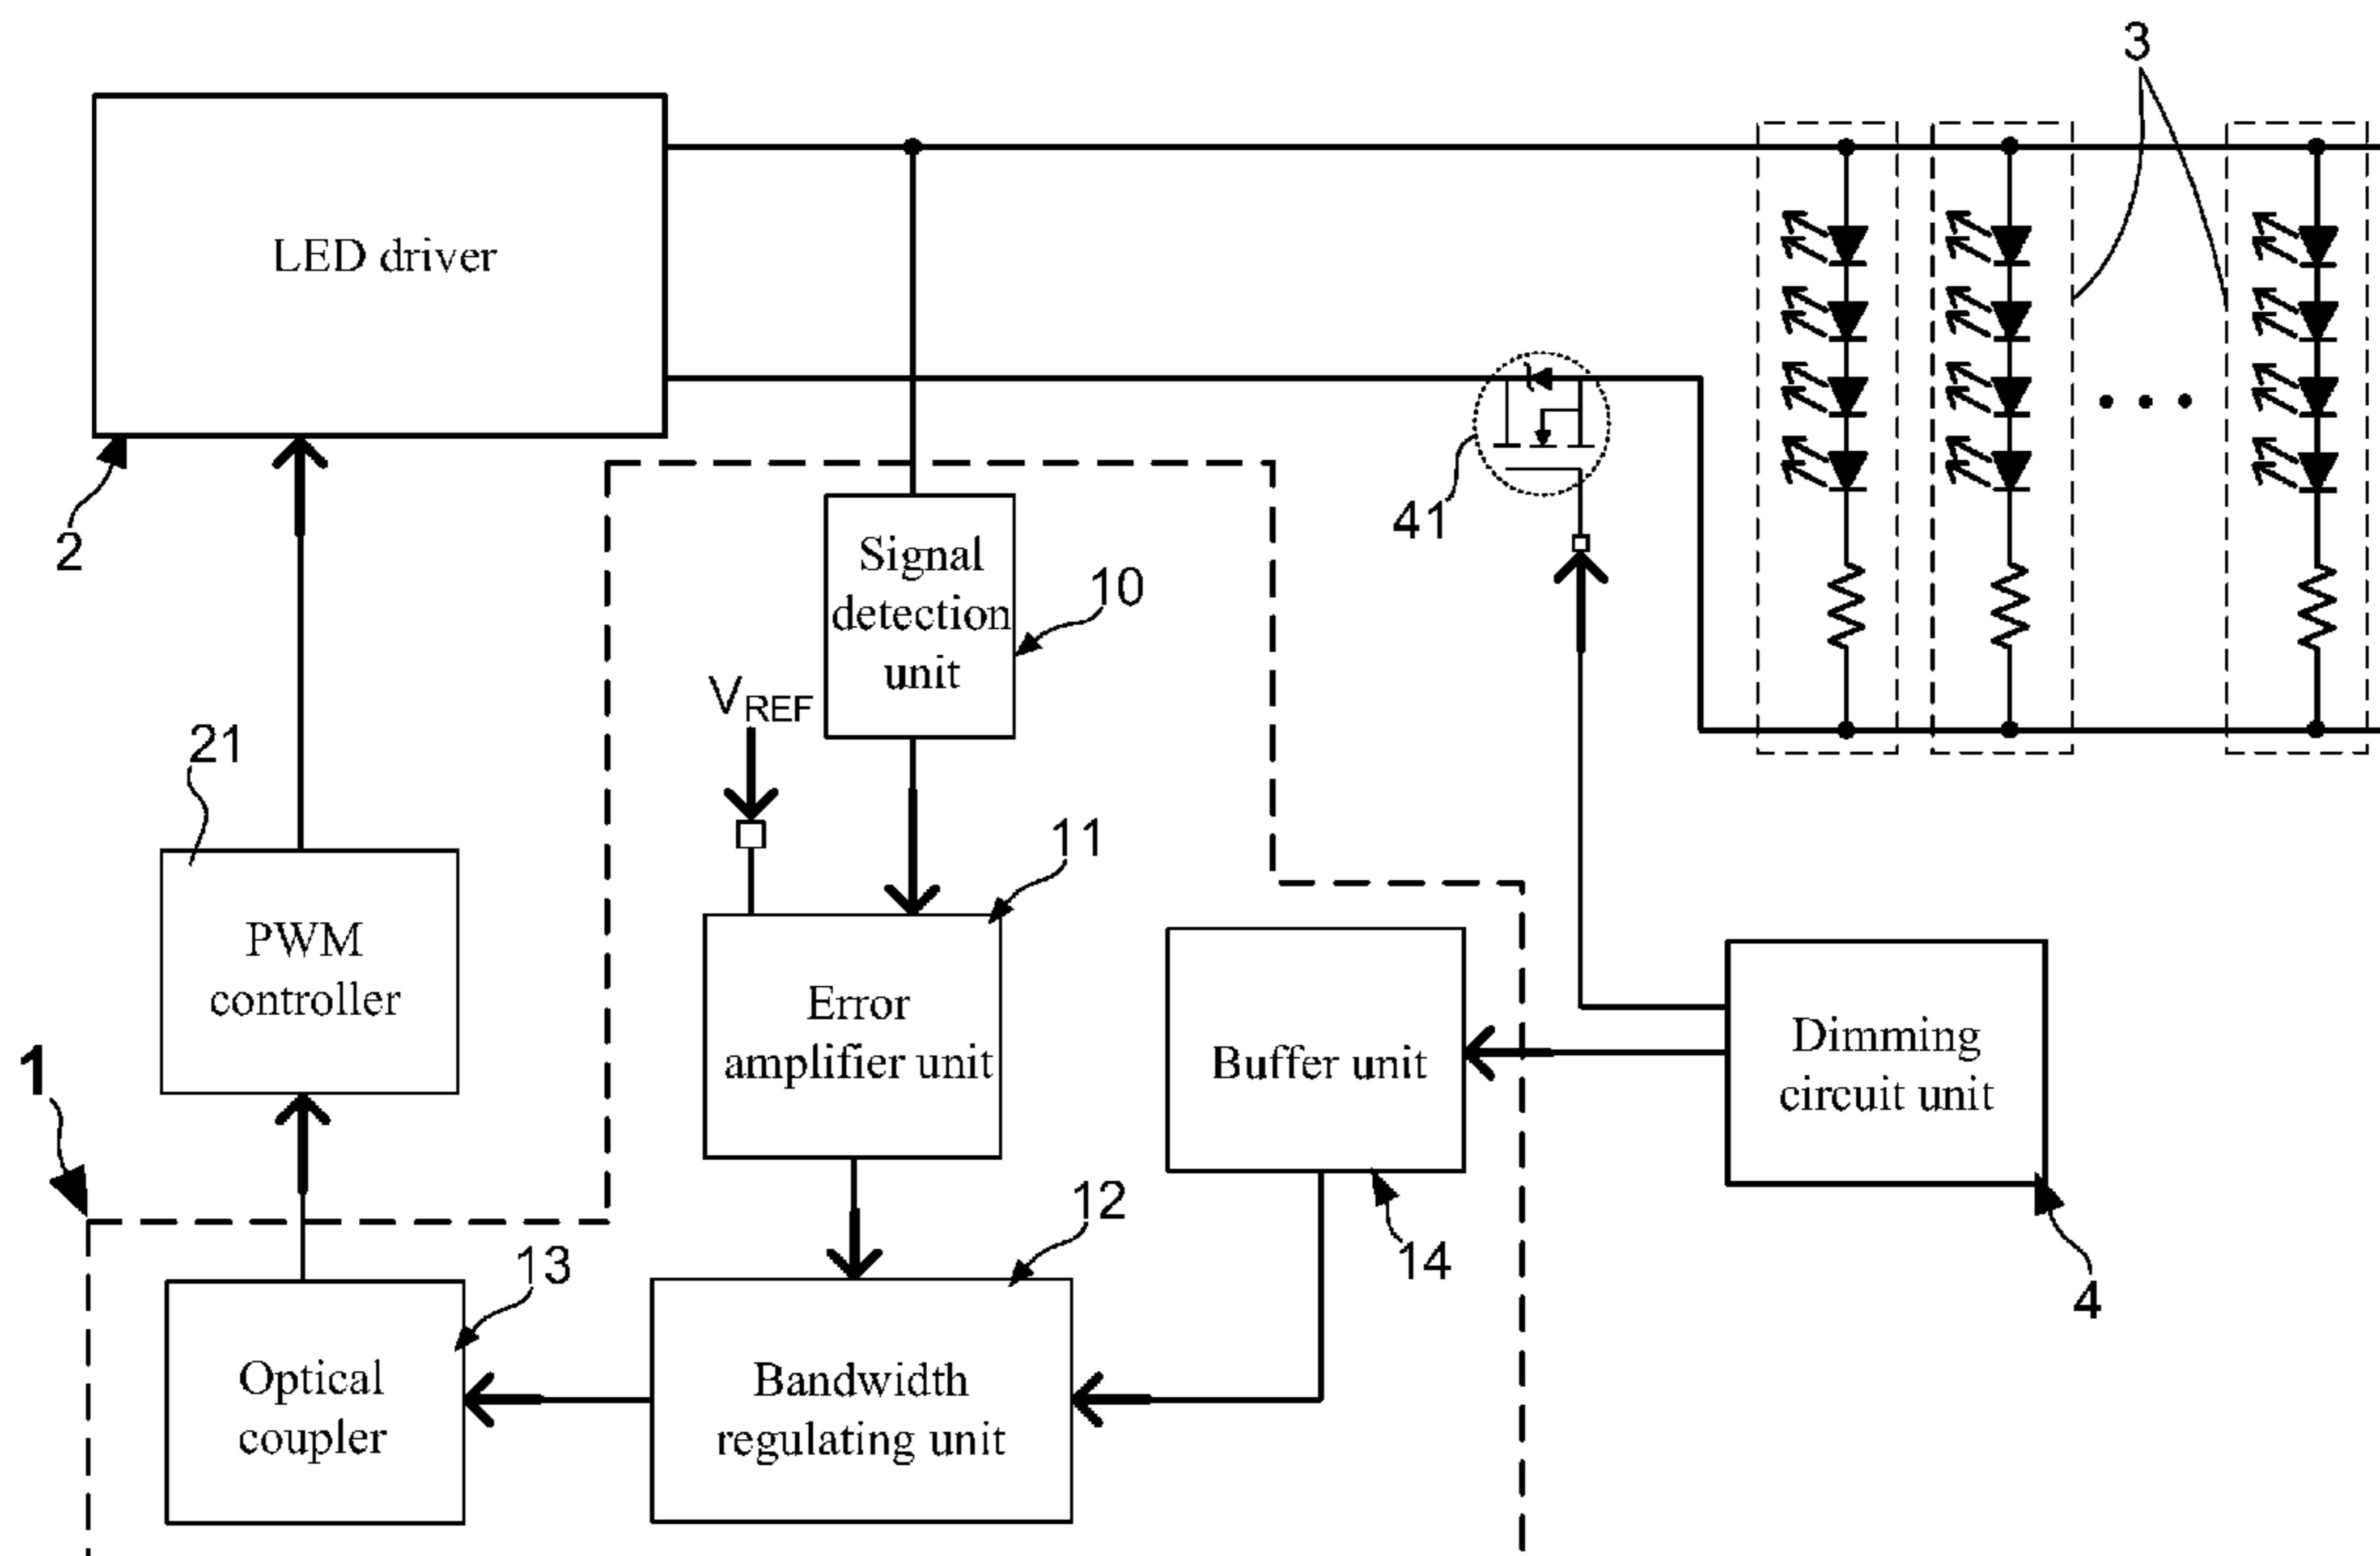 3
LED driver
2
41
Signal
detection
unit
10
VREF
21
11
PWM
controller
Error
amplifier unit
Buffer unit
Dimming
circuit unit
1
12
14
13
4
Optical
coupler
Bandwidth
regulating unit